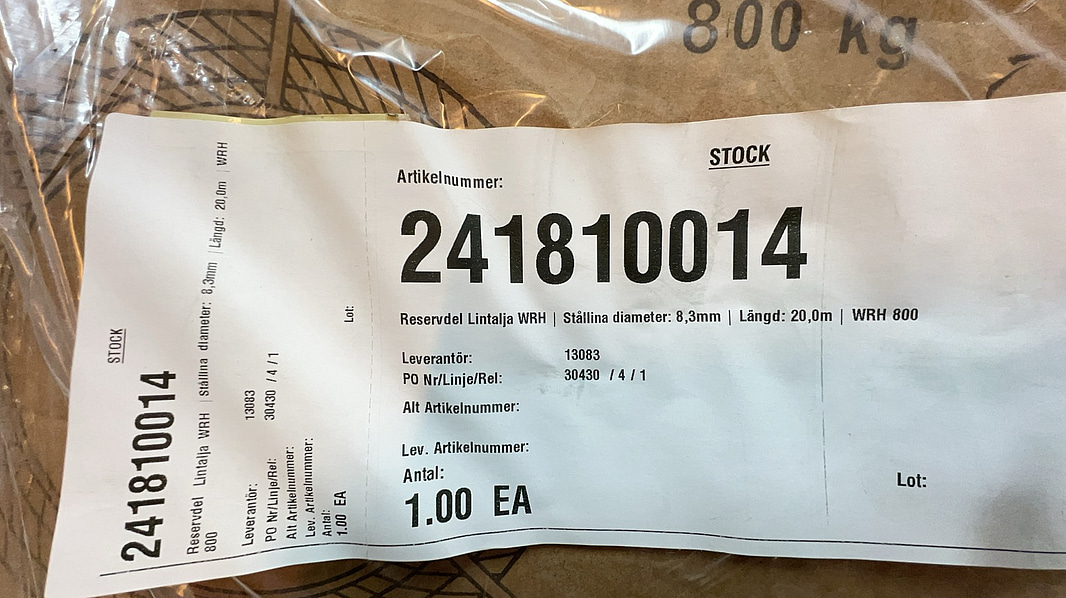 800 kg
STOCK
Artikelnummer:
241810014
Reservdel Lintalja WRH | Stållina diameter: 8,3mm | Längd: 20,0m | WRH 800
Leverantör: 13083
PO Nr/Linje/Rel: 30430 / 4 / 1
Alt Artikelnummer:
Lev. Artikelnummer:
Antal:
1.00 EA
Lot:
STOCK
241810014
Reservdel Lintalja WRH | Stållina diameter: 8,3mm | Längd: 20,0m | WRH
800
Leverantör: 13083
PO Nr/Linje/Rel: 30430 / 4 / 1
Alt Artikelnummer:
Lev. Artikelnummer:
Antal:
1.00 EA
Lot: